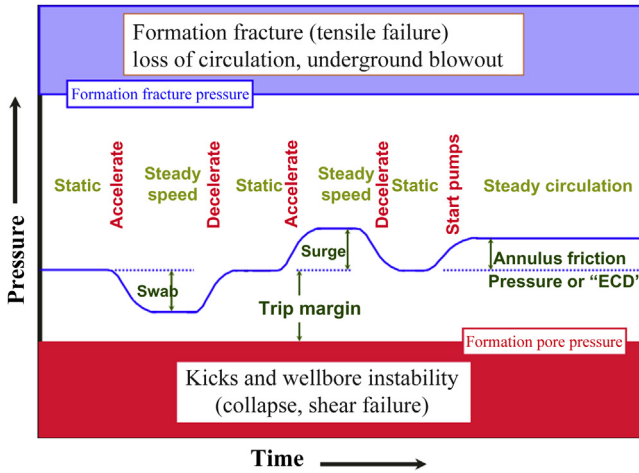 Formation fracture (tensile failure)
loss of circulation, underground blowout
Formation fracture pressure
Static
Accelerate
Steady
speed
Decelerate
Static
Accelerate
Steady
speed
Decelerate
Static
Start pumps
Steady circulation
Pressure
Swab
Surge
Trip margin
Annulus friction
Pressure or “ECD”
Formation pore pressure
Kicks and wellbore instability
(collapse, shear failure)
Time